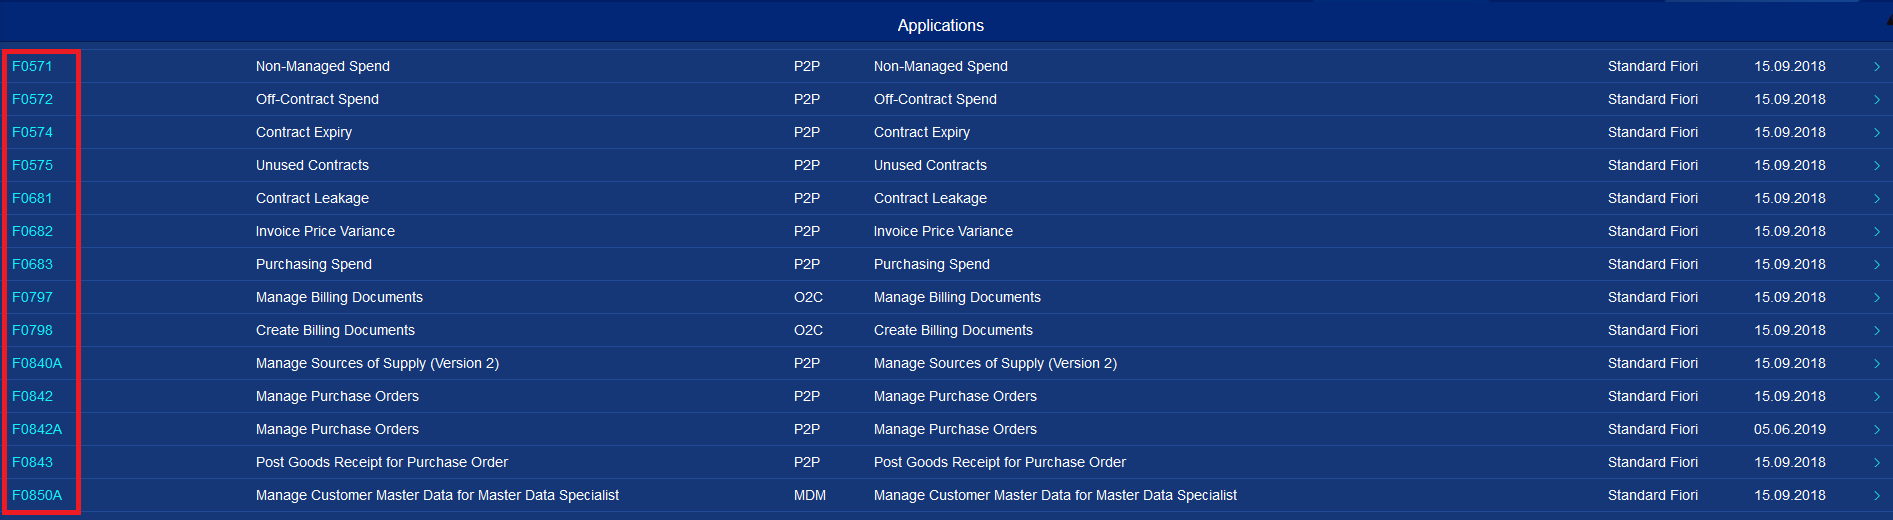 Applications
F0571 Non-Managed Spend P2P Non-Managed Spend Standard Fiori 15.09.2018
F0572 Off-Contract Spend P2P Off-Contract Spend Standard Fiori 15.09.2018
F0574 Contract Expiry P2P Contract Expiry Standard Fiori 15.09.2018
F0575 Unused Contracts P2P Unused Contracts Standard Fiori 15.09.2018
F0681 Contract Leakage P2P Contract Leakage Standard Fiori 15.09.2018
F0682 Invoice Price Variance P2P Invoice Price Variance Standard Fiori 15.09.2018
F0683 Purchasing Spend P2P Purchasing Spend Standard Fiori 15.09.2018
F0797 Manage Billing Documents O2C Manage Billing Documents Standard Fiori 15.09.2018
F0798 Create Billing Documents O2C Create Billing Documents Standard Fiori 15.09.2018
F0840A Manage Sources of Supply (Version 2) P2P Manage Sources of Supply (Version 2) Standard Fiori 15.09.2018
F0842 Manage Purchase Orders P2P Manage Purchase Orders Standard Fiori 15.09.2018
F0842A Manage Purchase Orders P2P Manage Purchase Orders Standard Fiori 05.06.2019
F0843 Post Goods Receipt for Purchase Order P2P Post Goods Receipt for Purchase Order Standard Fiori 15.09.2018
F0850A Manage Customer Master Data for Master Data Specialist MDM Manage Customer Master Data for Master Data Specialist Standard Fiori 15.09.2018